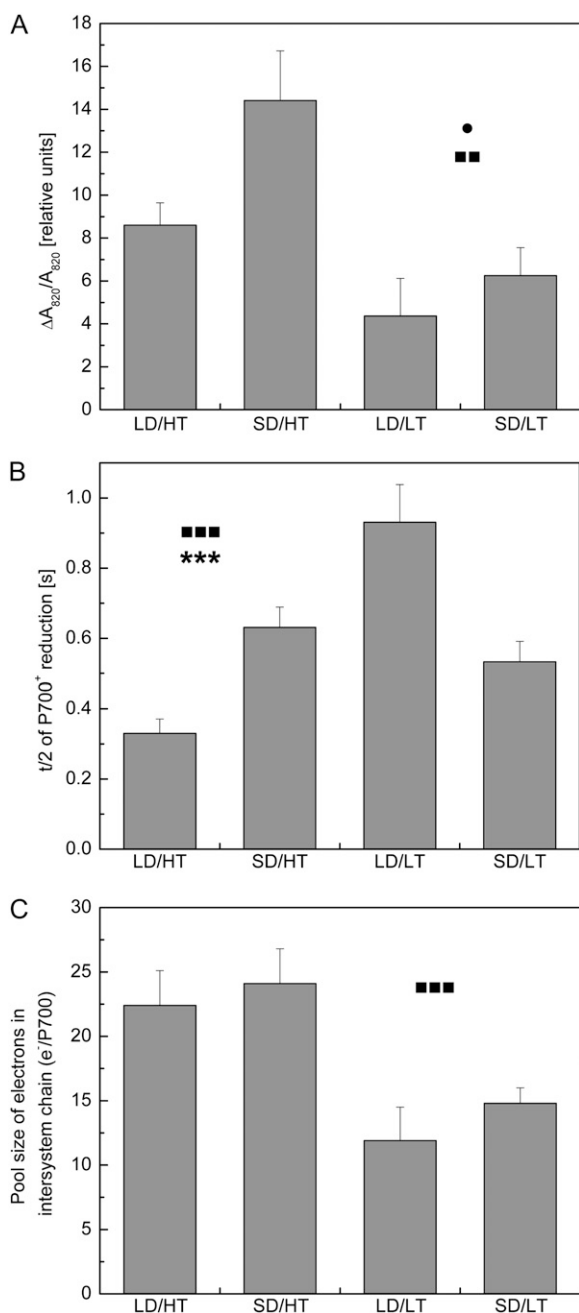 A
ΔA820/A820 [relative units]
18
16
14
12
10
8
6
4
2
0
LD/HT SD/HT LD/LT SD/LT
B
t/2 of P700+ reduction [s]
1.0
0.8
0.6
0.4
0.2
0.0
***
LD/HT SD/HT LD/LT SD/LT
C
Pool size of electrons in
intersystem chain (e-/P700)
30
25
20
15
10
5
0
LD/HT SD/HT LD/LT SD/LT